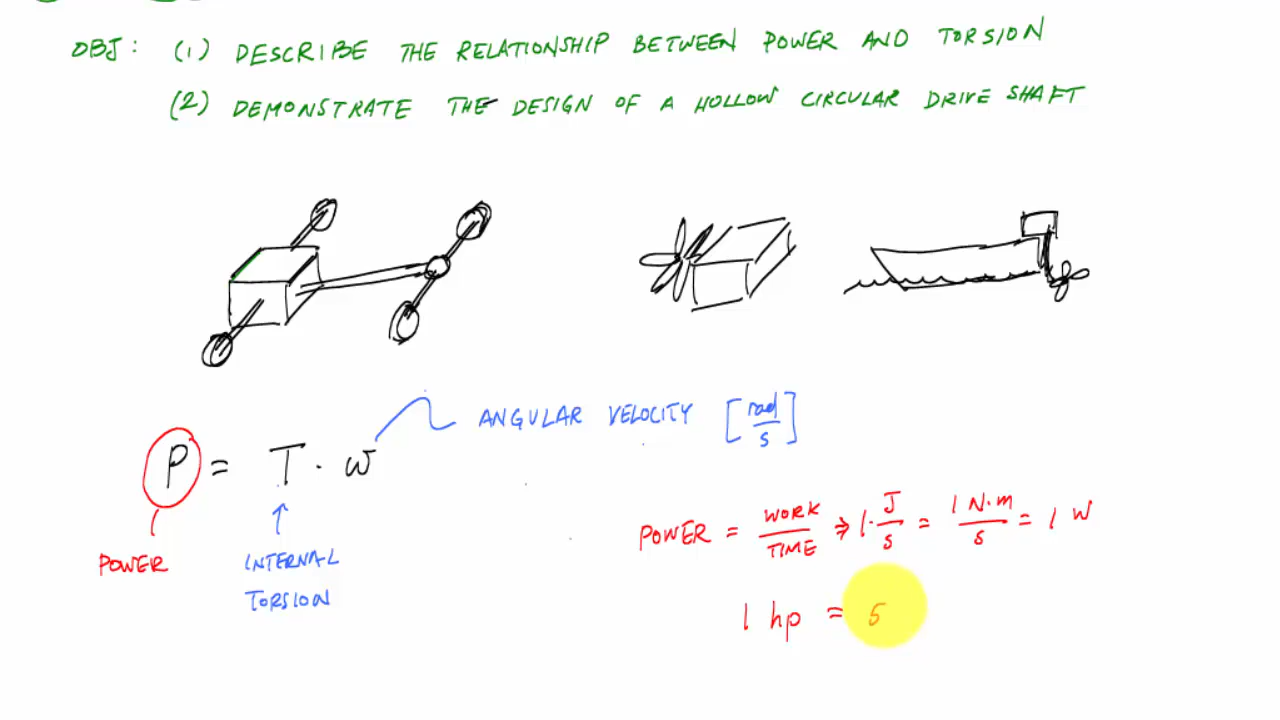 OBJ: (1) DESCRIBE THE RELATIONSHIP BETWEEN POWER AND TORSION
(2) DEMONSTRATE THE DESIGN OF A HOLLOW CIRCULAR DRIVE SHAFT
ANGULAR VELOCITY [rad/s]
P = T · ω
POWER
INTERNAL
TORSION
POWER = WORK/TIME → 1·J/s = 1 N·m/s = 1 W
1 hp = 5